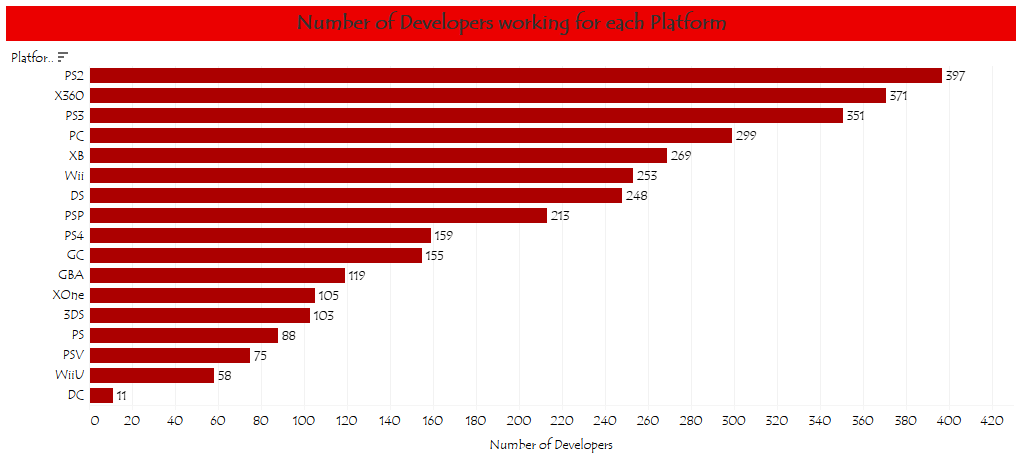 Number of Developers working for each Platform
Platfor..
PS2 397
X360 371
PS3 351
PC 299
XB 269
Wii 253
DS 248
PSP 213
PS4 159
GC 155
GBA 119
XOne 105
3DS 103
PS 88
PSV 75
WiiU 58
DC 11
0 20 40 60 80 100 120 140 160 180 200 220 240 260 280 300 320 340 360 380 400 420
Number of Developers